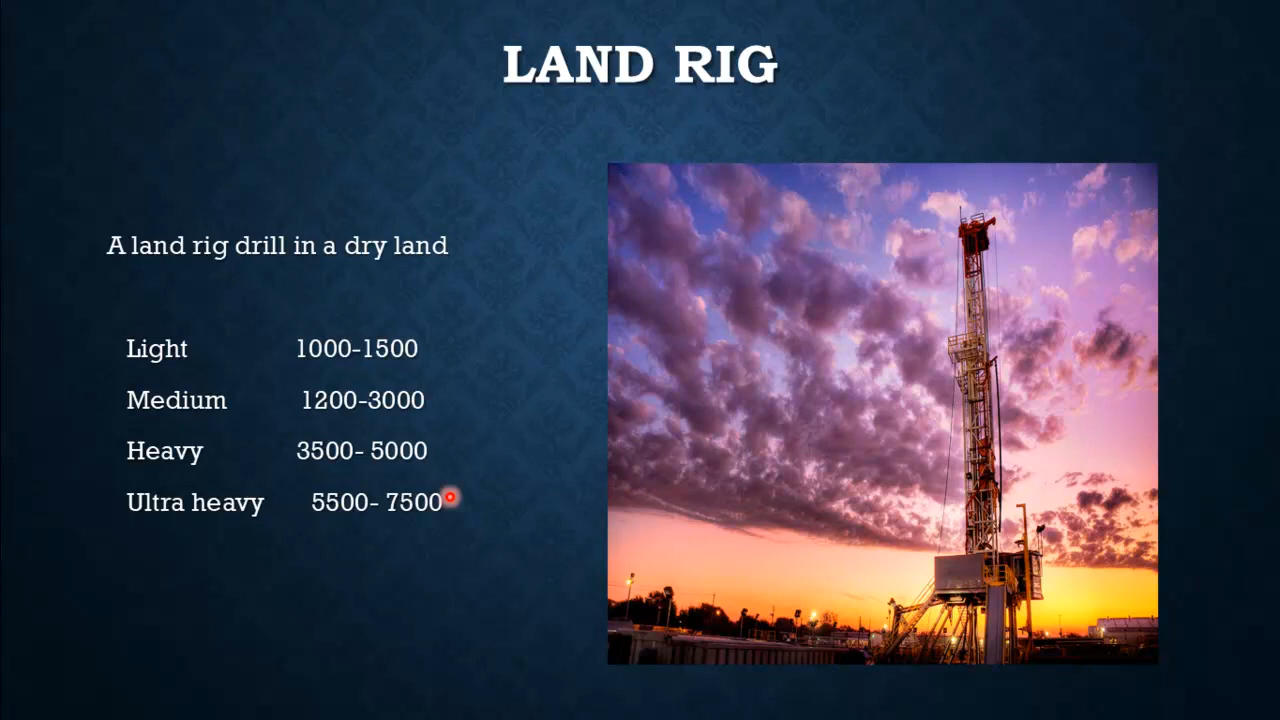 LAND RIG
A land rig drill in a dry land
Light 1000-1500
Medium 1200-3000
Heavy 3500- 5000
Ultra heavy 5500- 7500